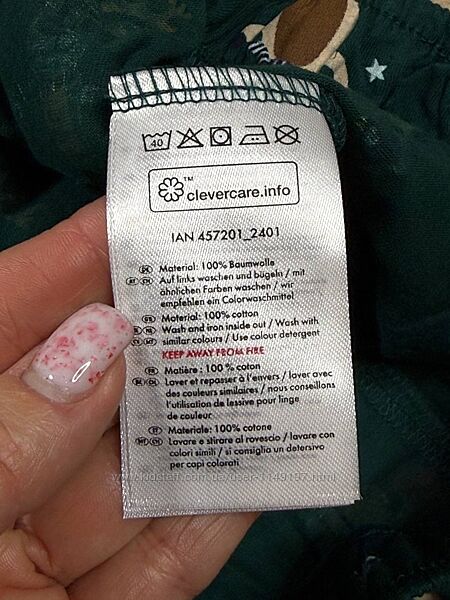 40
™
clevercare.info
IAN 457201_2401
Material: 100% Baumwolle
Auf links waschen und bügeln / mit
ähnlichen Farben waschen / wir
empfehlen ein Colorwaschmittel
Material: 100% cotton
Wash and iron inside out / Wash with
similar colours / Use colour detergent
KEEP AWAY FROM FIRE
Matière : 100 % coton
Laver et repasser à l'envers / laver avec
des couleurs similaires / nous conseillons
l'utilisation de lessive pour linge
de couleur
Materiale: 100% cotone
Lavare e stirare al rovescio / lavare con
colori simili / si consiglia un detersivo
per capi colorati